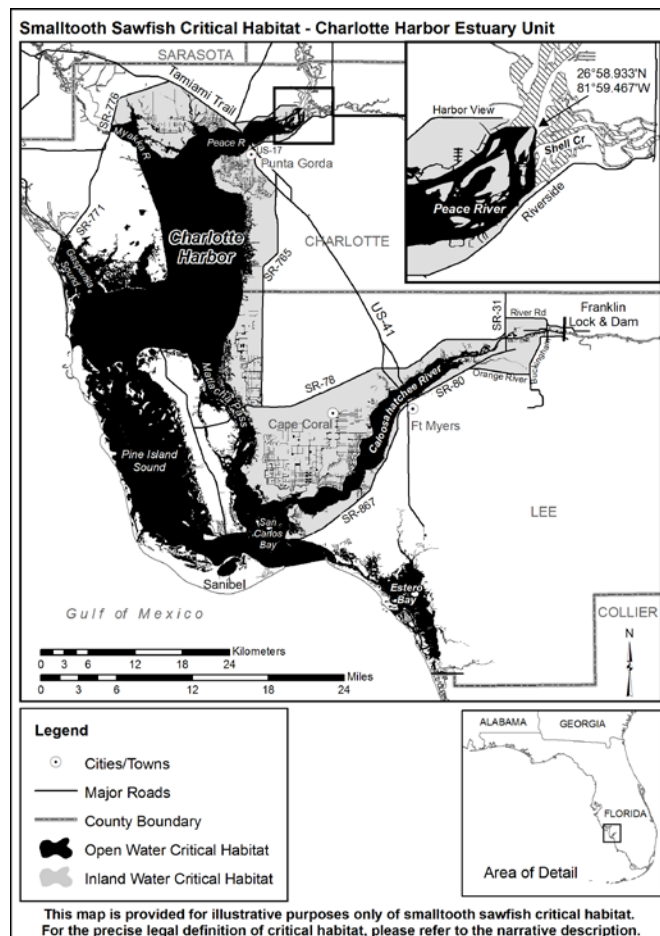 Smalltooth Sawfish Critical Habitat - Charlotte Harbor Estuary Unit
SARASOTA
Tamiami Trail
SR-776
Myakka R
Peace R
US-17
Punta Gorda
26°58.933'N
81°59.467'W
Harbor View
Shell Cr
Riverside
Peace River
SR-771
Gasparilla Sound
Charlotte
Harbor
CHARLOTTE
SR-765
US-41
SR-31
River Rd
Franklin
Lock & Dam
Buckingham
Orange River
SR-80
SR-78
Matlacha Pass
Caloosahatchee River
Cape Coral
Ft Myers
Pine Island
Sound
SR-867
San
Carlos
Bay
LEE
Sanibel
Estero
Bay
COLLIER
Gulf of Mexico
N
Kilometers
0 3 6 12 18 24
Miles
0 3 6 12 18 24
Legend
Cities/Towns
Major Roads
County Boundary
Open Water Critical Habitat
Inland Water Critical Habitat
ALABAMA
GEORGIA
FLORIDA
Area of Detail
This map is provided for illustrative purposes only of smalltooth sawfish critical habitat.
For the precise legal definition of critical habitat, please refer to the narrative description.